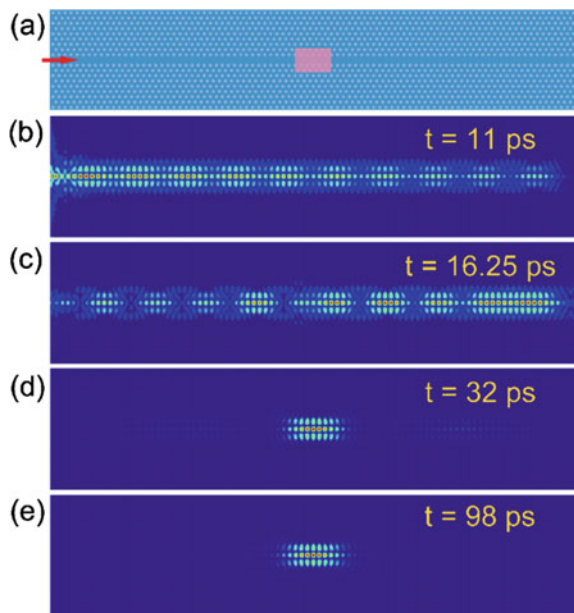 (a)
(b)
t = 11 ps
(c)
t = 16.25 ps
(d)
t = 32 ps
(e)
t = 98 ps